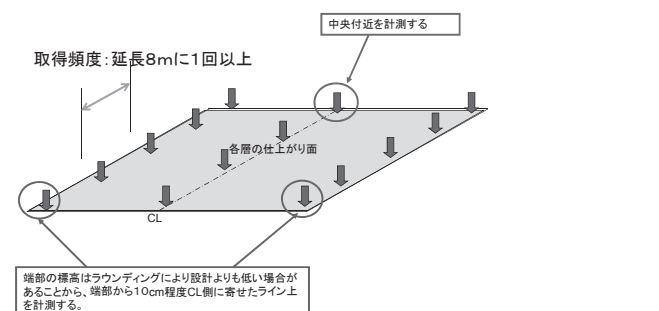 中央付近を計測する
取得頻度：延長８ｍに１回以上
各層の仕上がり面
CL
端部の標高はラウンディングにより設計よりも低い場合が
あることから、端部から10cm程度CL側に寄せたライン上
を計測する。